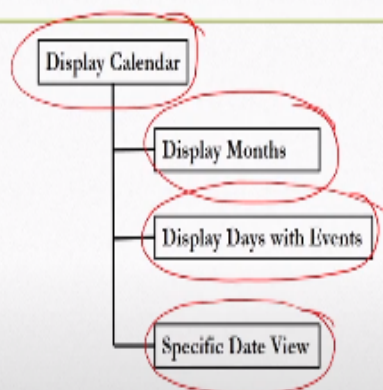 Display Calendar
Display Months
Display Days with Events
Specific Date View